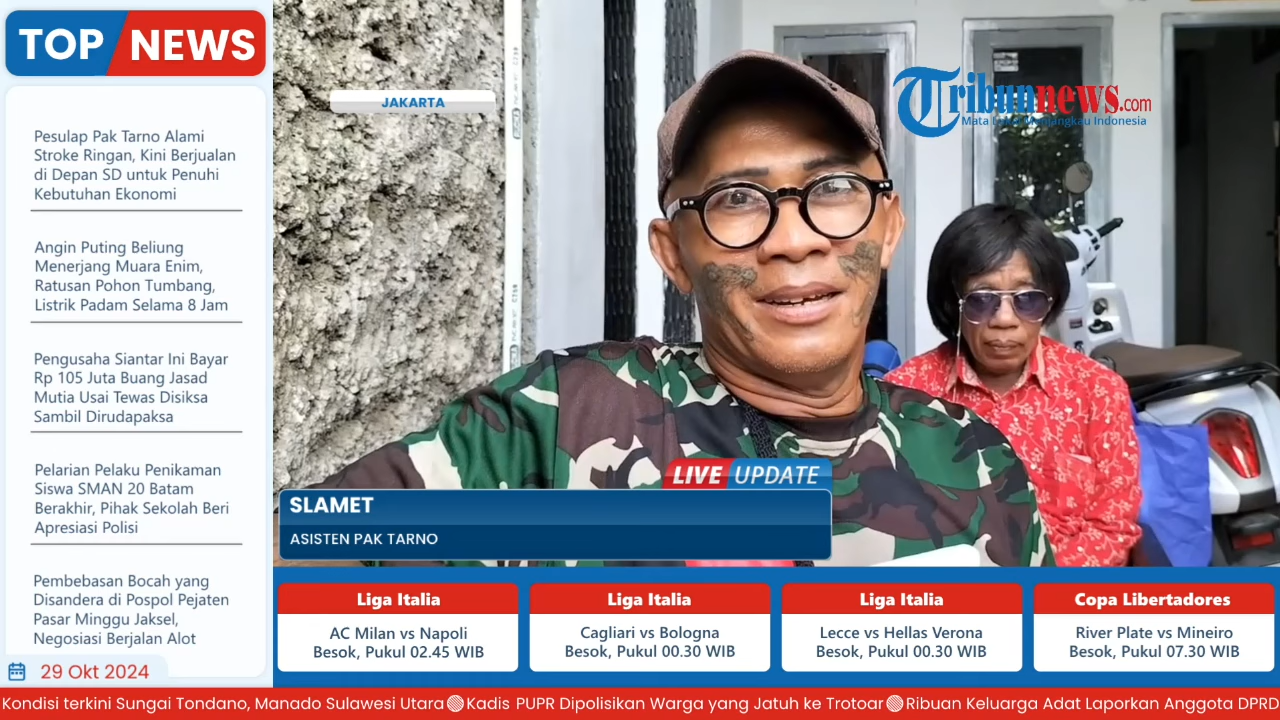 TOP NEWS
Pesulap Pak Tarno Alami
Stroke Ringan, Kini Berjualan
di Depan SD untuk Penuhi
Kebutuhan Ekonomi
Angin Puting Beliung
Menerjang Muara Enim,
Ratusan Pohon Tumbang,
Listrik Padam Selama 8 Jam
Pengusaha Siantar Ini Bayar
Rp 105 Juta Buang Jasad
Mutia Usai Tewas Disiksa
Sambil Dirudapaksa
Pelarian Pelaku Penikaman
Siswa SMAN 20 Batam
Berakhir, Pihak Sekolah Beri
Apresiasi Polisi
Pembebasan Bocah yang
Disandera di Pospol Pejaten
Pasar Minggu Jaksel,
Negosiasi Berjalan Alot
29 Okt 2024
JAKARTA
Tribunnews.com
Mata Indonesia
LIVE UPDATE
SLAMET
ASISTEN PAK TARNO
Liga Italia
AC Milan vs Napoli
Besok, Pukul 02.45 WIB
Liga Italia
Cagliari vs Bologna
Besok, Pukul 00.30 WIB
Liga Italia
Lecce vs Hellas Verona
Besok, Pukul 00.30 WIB
Copa Libertadores
River Plate vs Mineiro
Besok, Pukul 07.30 WIB
Kondisi terkini Sungai Tondano, Manado Sulawesi Utara Kadis PUPR Dipolisikan Warga yang Jatuh ke Trotoar Ribuan Keluarga Adat Laporkan Anggota DPRD